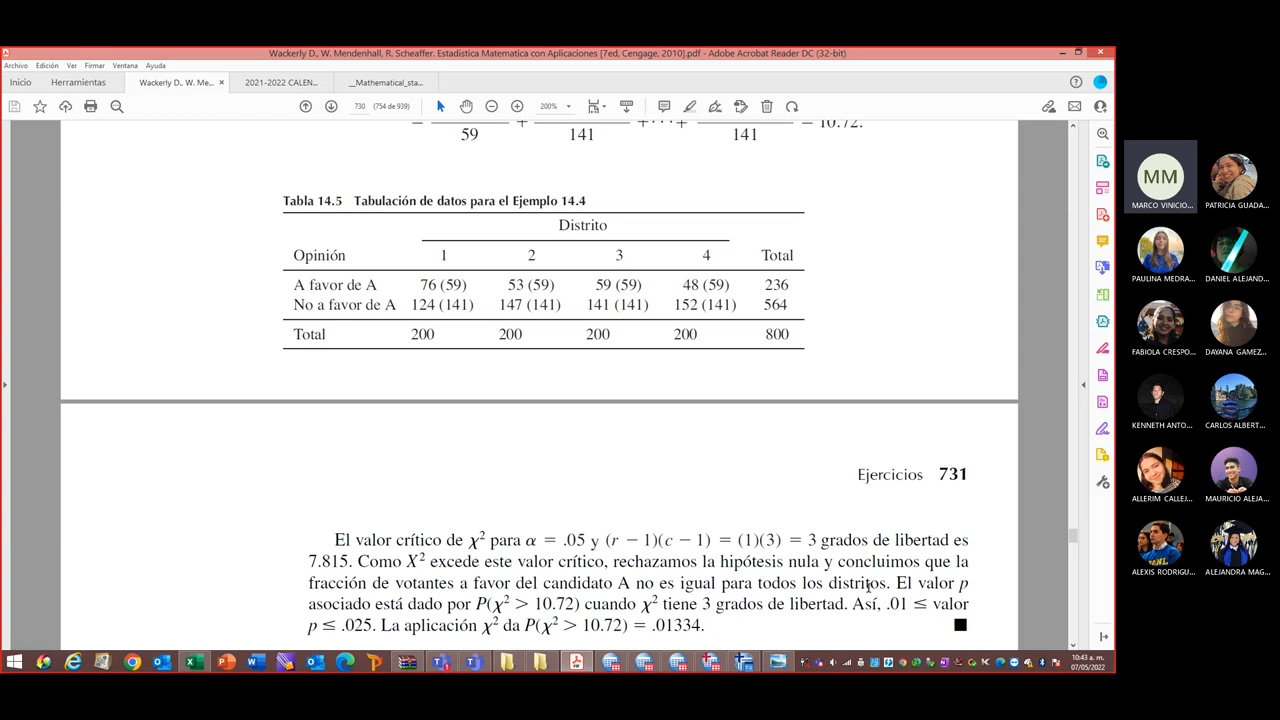 Wackerly D., W. Mendenhall, R. Scheaffer. Estadistica Matematica con Aplicaciones [7ed, Cengage, 2010].pdf - Adobe Acrobat Reader DC (32-bit)
Archivo Edición Ver Firmar Ventana Ayuda
Inicio Herramientas Wackerly D., W. Me... × 2021-2022 CALEN... __Mathematical_sta...
730 (754 de 939) 200%
= 59 + 141 +···+ 141 = 10.72.
Tabla 14.5 Tabulación de datos para el Ejemplo 14.4
Distrito
Opinión 1 2 3 4 Total
A favor de A 76 (59) 53 (59) 59 (59) 48 (59) 236
No a favor de A 124 (141) 147 (141) 141 (141) 152 (141) 564
Total 200 200 200 200 800
Ejercicios 731
El valor crítico de χ² para α = .05 y (r − 1)(c − 1) = (1)(3) = 3 grados de libertad es
7.815. Como X² excede este valor crítico, rechazamos la hipótesis nula y concluimos que la
fracción de votantes a favor del candidato A no es igual para todos los distritos. El valor p
asociado está dado por P(χ² > 10.72) cuando χ² tiene 3 grados de libertad. Así, .01 ≤ valor
p ≤ .025. La aplicación χ² da P(χ² > 10.72) = .01334.
10:43 a. m.
07/05/2022
MM
MARCO VINICIO... PATRICIA GUADA...
PAULINA MEDRA... DANIEL ALEJAND...
FABIOLA CRESPO... DAYANA GAMEZ...
KENNETH ANTO... CARLOS ALBERT...
ALLERIM CALLEJ... MAURICIO ALEJA...
ALEXIS RODRIGU... ALEJANDRA MAG...